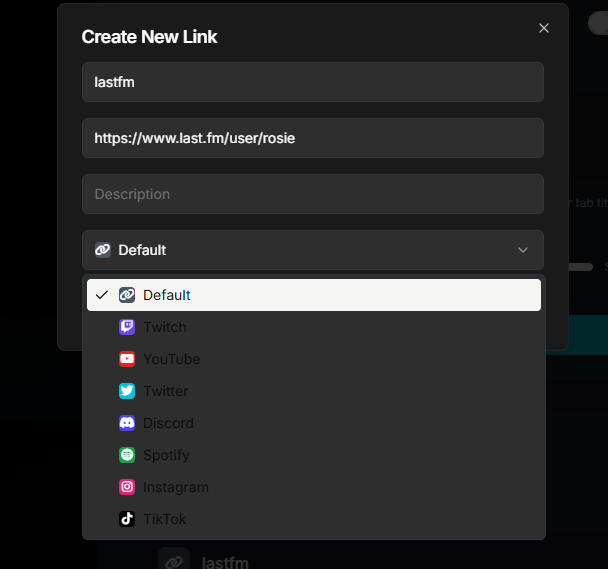 Create New Link
lastfm
https://www.last.fm/user/rosie
r tab tit
Description
Default
Default
Twitch
YouTube
Twitter
Discord
Spotify
Instagram
TikTok
lastfm